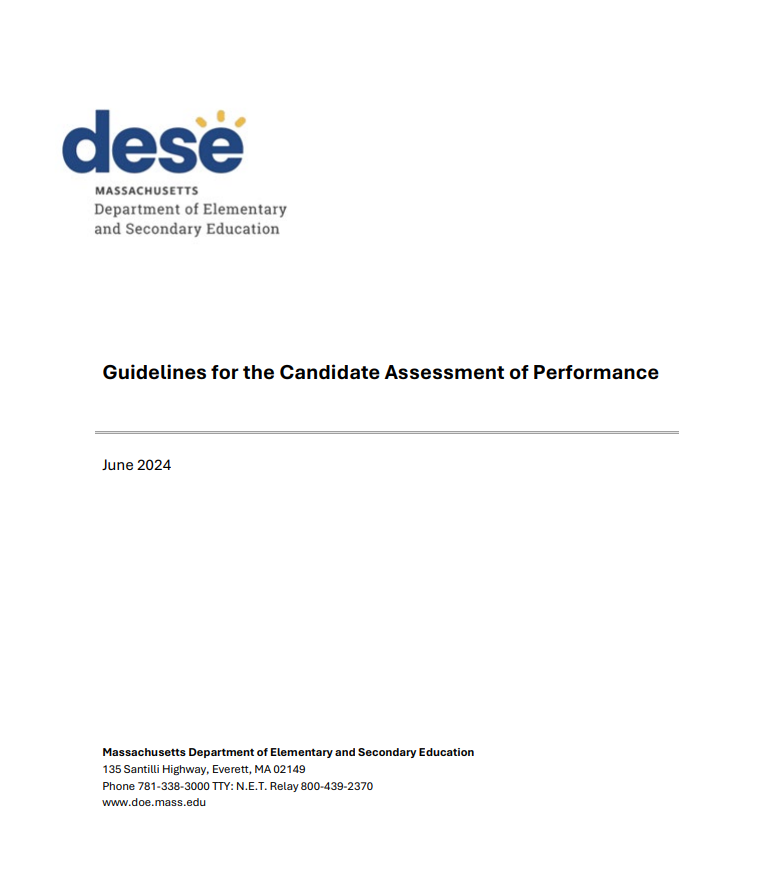 dese
MASSACHUSETTS
Department of Elementary
and Secondary Education
Guidelines for the Candidate Assessment of Performance
June 2024
Massachusetts Department of Elementary and Secondary Education
135 Santilli Highway, Everett, MA 02149
Phone 781-338-3000 TTY: N.E.T. Relay 800-439-2370
www.doe.mass.edu